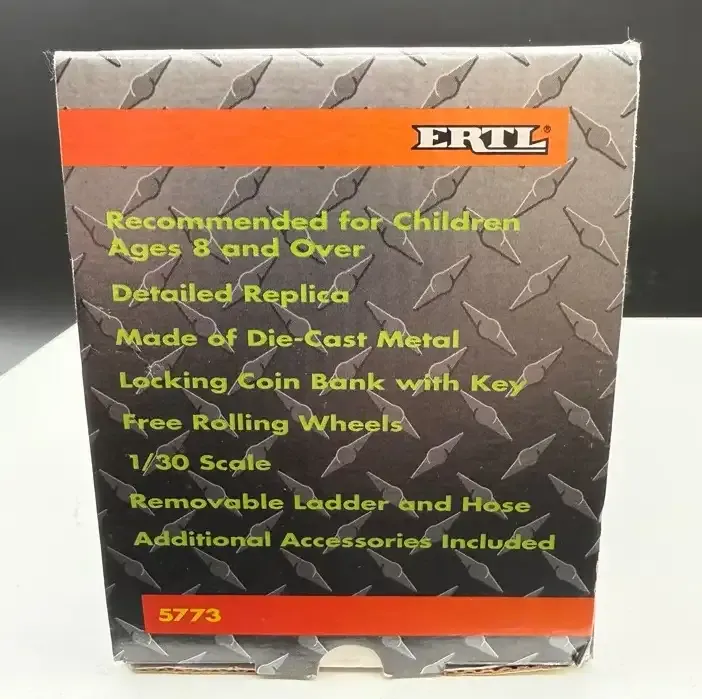 ERTL®
Recommended for Children
Ages 8 and Over
Detailed Replica
Made of Die-Cast Metal
Locking Coin Bank with Key
Free Rolling Wheels
1/30 Scale
Removable Ladder and Hose
Additional Accessories Included
5773